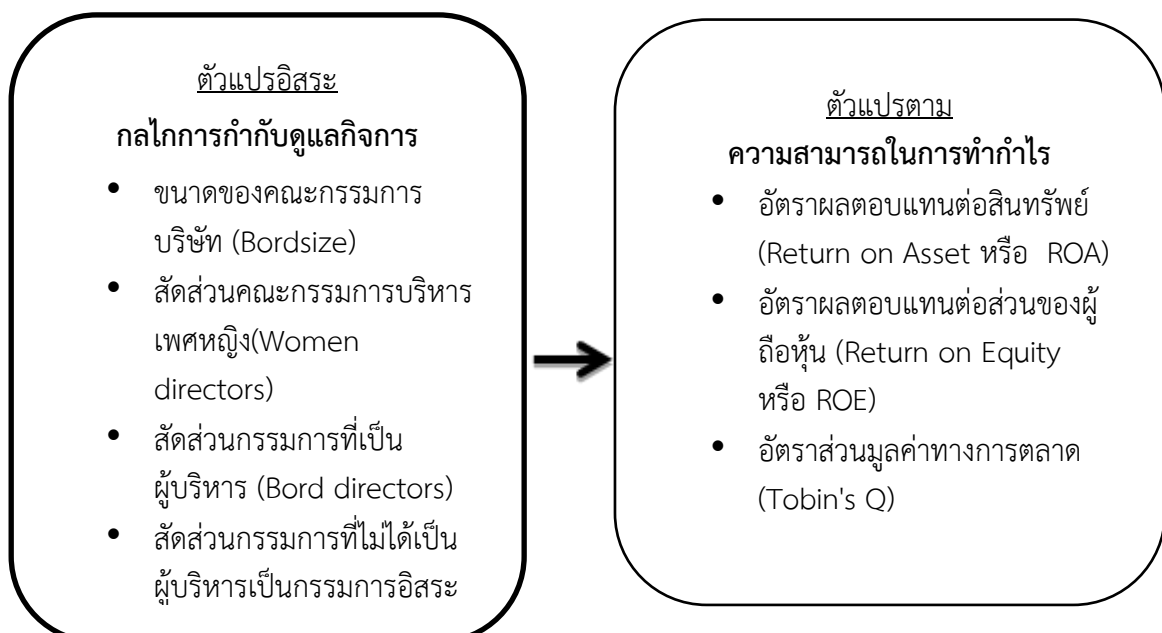 ตัวแปรอิสระ
กลไกการกำกับดูแลกิจการ
• ขนาดของคณะกรรมการ
บริษัท (Bordsize)
• สัดส่วนคณะกรรมการบริหาร
เพศหญิง(Women
directors)
• สัดส่วนกรรมการที่เป็น
ผู้บริหาร (Bord directors)
• สัดส่วนกรรมการที่ไม่ได้เป็น
ผู้บริหารเป็นกรรมการอิสระ
ตัวแปรตาม
ความสามารถในการทำกำไร
• อัตราผลตอบแทนต่อสินทรัพย์
(Return on Asset หรือ ROA)
• อัตราผลตอบแทนต่อส่วนของผู้
ถือหุ้น (Return on Equity
หรือ ROE)
• อัตราส่วนมูลค่าทางการตลาด
(Tobin's Q)